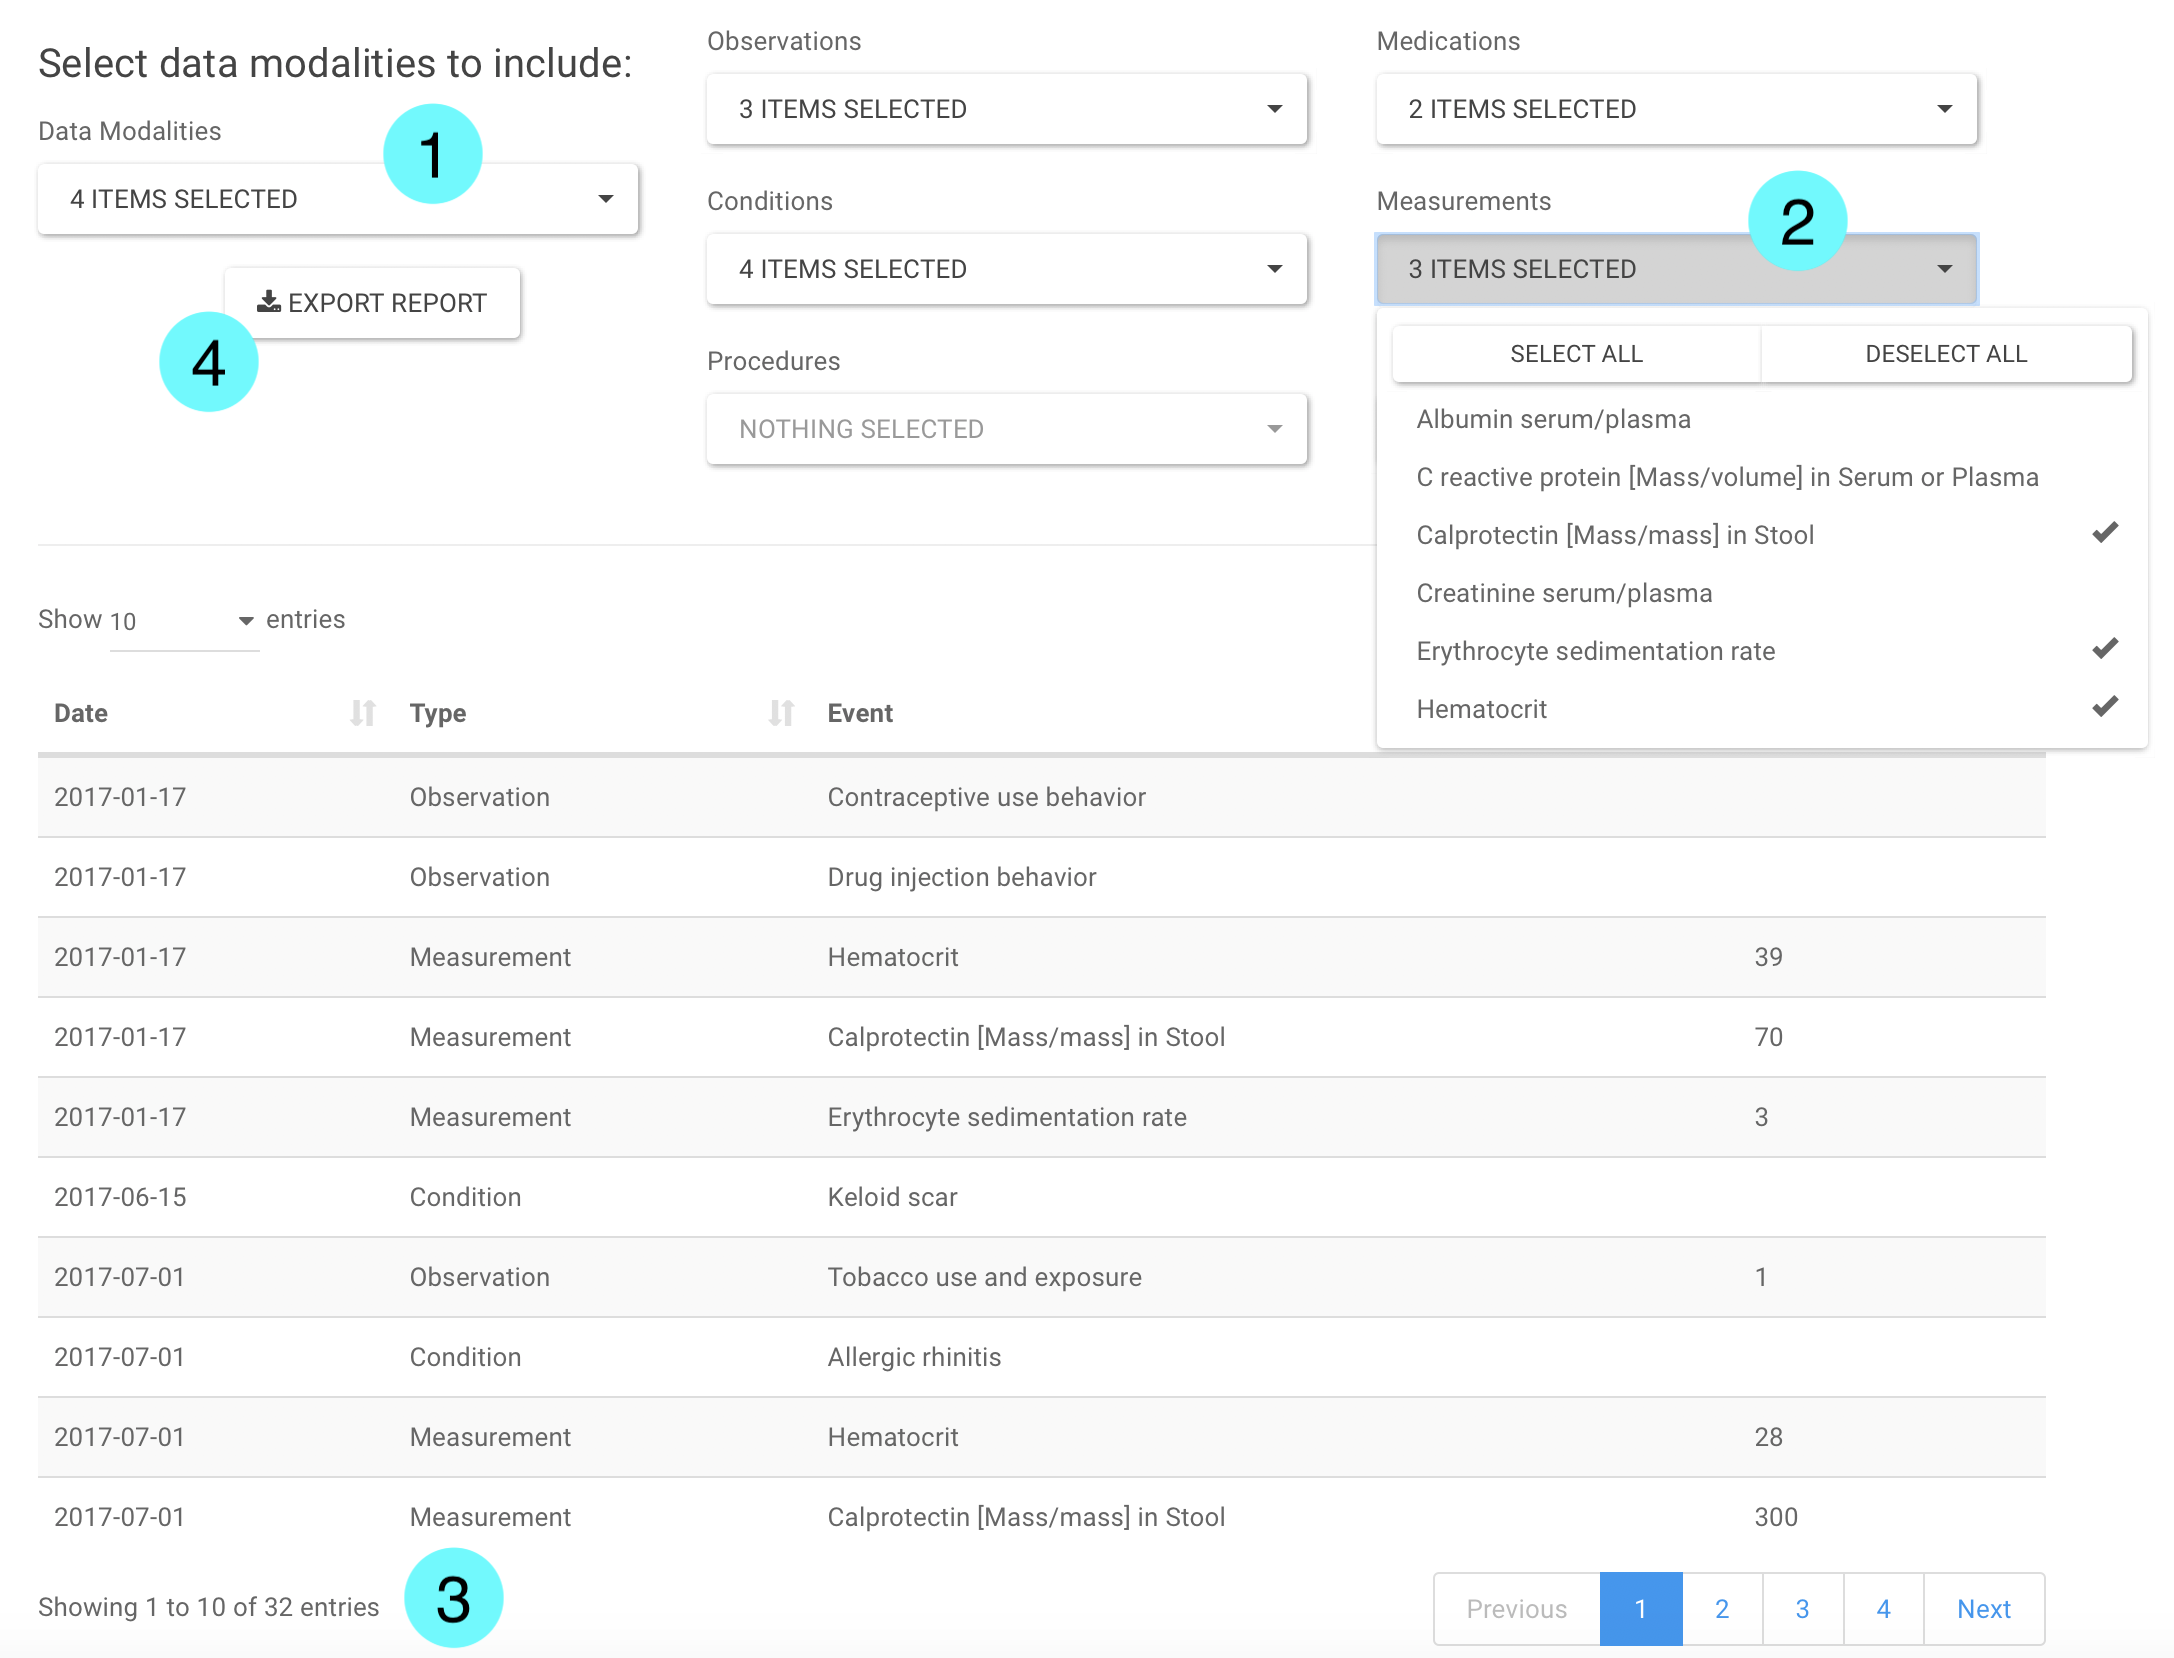 Select data modalities to include:
Data Modalities
1
4 ITEMS SELECTED
EXPORT REPORT
4
Observations
3 ITEMS SELECTED
Conditions
4 ITEMS SELECTED
Procedures
NOTHING SELECTED
Medications
2 ITEMS SELECTED
Measurements
2
3 ITEMS SELECTED
SELECT ALL DESELECT ALL
Albumin serum/plasma
C reactive protein [Mass/volume] in Serum or Plasma
Calprotectin [Mass/mass] in Stool
Creatinine serum/plasma
Erythrocyte sedimentation rate
Hematocrit
Show 10 entries
Date Type Event
2017-01-17 Observation Contraceptive use behavior
2017-01-17 Observation Drug injection behavior
2017-01-17 Measurement Hematocrit 39
2017-01-17 Measurement Calprotectin [Mass/mass] in Stool 70
2017-01-17 Measurement Erythrocyte sedimentation rate 3
2017-06-15 Condition Keloid scar
2017-07-01 Observation Tobacco use and exposure 1
2017-07-01 Condition Allergic rhinitis
2017-07-01 Measurement Hematocrit 28
2017-07-01 Measurement Calprotectin [Mass/mass] in Stool 300
Showing 1 to 10 of 32 entries
3
Previous 1 2 3 4 Next